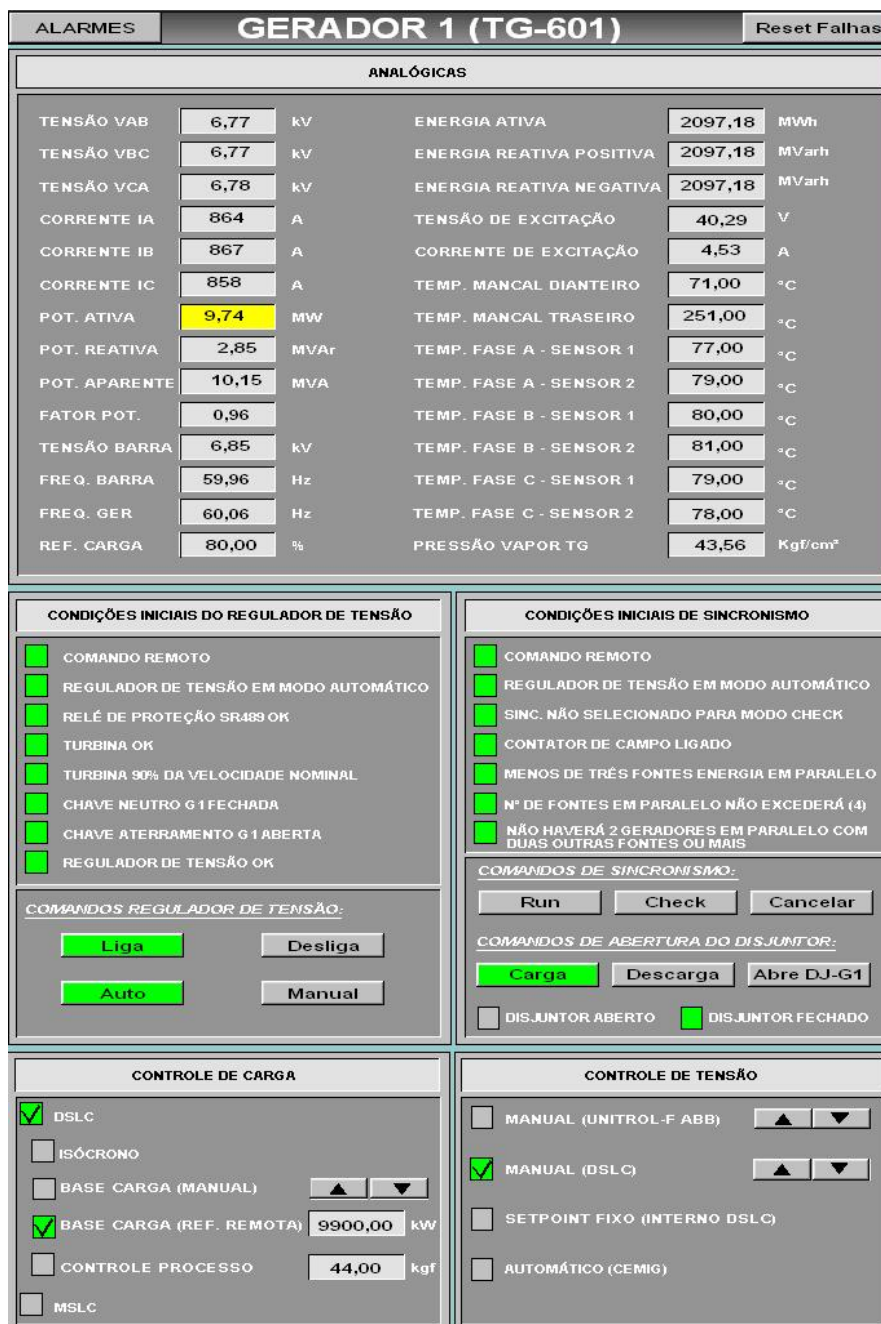 ALARMES GERADOR 1 (TG-601) Reset Falhas
ANALÓGICAS
TENSÃO VAB 6,77 kV ENERGIA ATIVA 2097,18 MWh
TENSÃO VBC 6,77 kV ENERGIA REATIVA POSITIVA 2097,18 MVarh
TENSÃO VCA 6,78 kV ENERGIA REATIVA NEGATIVA 2097,18 MVarh
CORRENTE IA 864 A TENSÃO DE EXCITAÇÃO 40,29 V
CORRENTE IB 867 A CORRENTE DE EXCITAÇÃO 4,53 A
CORRENTE IC 858 A TEMP. MANCAL DIANTEIRO 71,00 °C
POT. ATIVA 9,74 MW TEMP. MANCAL TRASEIRO 251,00 °C
POT. REATIVA 2,85 MVAr TEMP. FASE A - SENSOR 1 77,00 °C
POT. APARENTE 10,15 MVA TEMP. FASE A - SENSOR 2 79,00 °C
FATOR POT. 0,96 TEMP. FASE B - SENSOR 1 80,00 °C
TENSÃO BARRA 6,85 kV TEMP. FASE B - SENSOR 2 81,00 °C
FREQ. BARRA 59,96 Hz TEMP. FASE C - SENSOR 1 79,00 °C
FREQ. GER 60,06 Hz TEMP. FASE C - SENSOR 2 78,00 °C
REF. CARGA 80,00 % PRESSÃO VAPOR TG 43,56 Kgf/cm²
CONDIÇÕES INICIAIS DO REGULADOR DE TENSÃO
COMANDO REMOTO
REGULADOR DE TENSÃO EM MODO AUTOMÁTICO
RELÉ DE PROTEÇÃO SR489 OK
TURBINA OK
TURBINA 90% DA VELOCIDADE NOMINAL
CHAVE NEUTRO G1 FECHADA
CHAVE ATERRAMENTO G1 ABERTA
REGULADOR DE TENSÃO OK
COMANDOS REGULADOR DE TENSÃO:
Liga Desliga
Auto Manual
CONDIÇÕES INICIAIS DE SINCRONISMO
COMANDO REMOTO
REGULADOR DE TENSÃO EM MODO AUTOMÁTICO
SINC. NÃO SELECIONADO PARA MODO CHECK
CONTATOR DE CAMPO LIGADO
MENOS DE TRÊS FONTES ENERGIA EM PARALELO
Nº DE FONTES EM PARALELO NÃO EXCEDERÁ (4)
NÃO HAVERÁ 2 GERADORES EM PARALELO COM
DUAS OUTRAS FONTES OU MAIS
COMANDOS DE SINCRONISMO:
Run Check Cancelar
COMANDOS DE ABERTURA DO DISJUNTOR:
Carga Descarga Abre DJ-G1
DISJUNTOR ABERTO DISJUNTOR FECHADO
CONTROLE DE CARGA
DSLC
ISÓCRONO
BASE CARGA (MANUAL)
BASE CARGA (REF. REMOTA) 9900,00 kW
CONTROLE PROCESSO 44,00 kgf
MSLC
CONTROLE DE TENSÃO
MANUAL (UNITROL-F ABB)
MANUAL (DSLC)
SETPOINT FIXO (INTERNO DSLC)
AUTOMÁTICO (CEMIG)